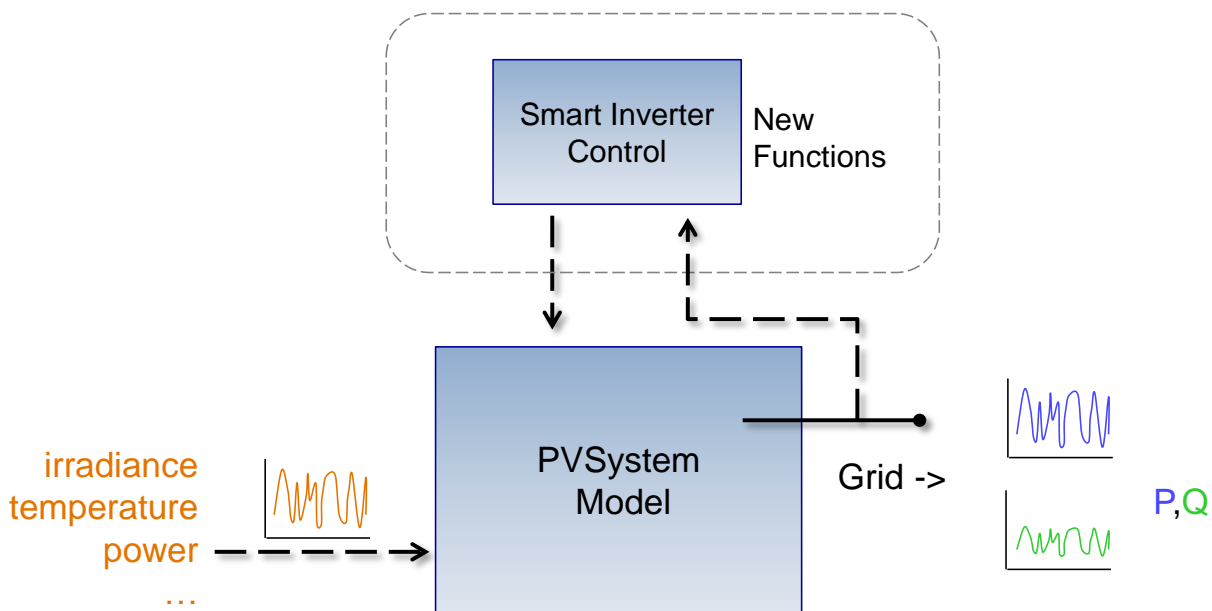 Smart Inverter
Control
New
Functions
irradiance
temperature
power
...
PVSystem
Model
Grid ->
P,Q